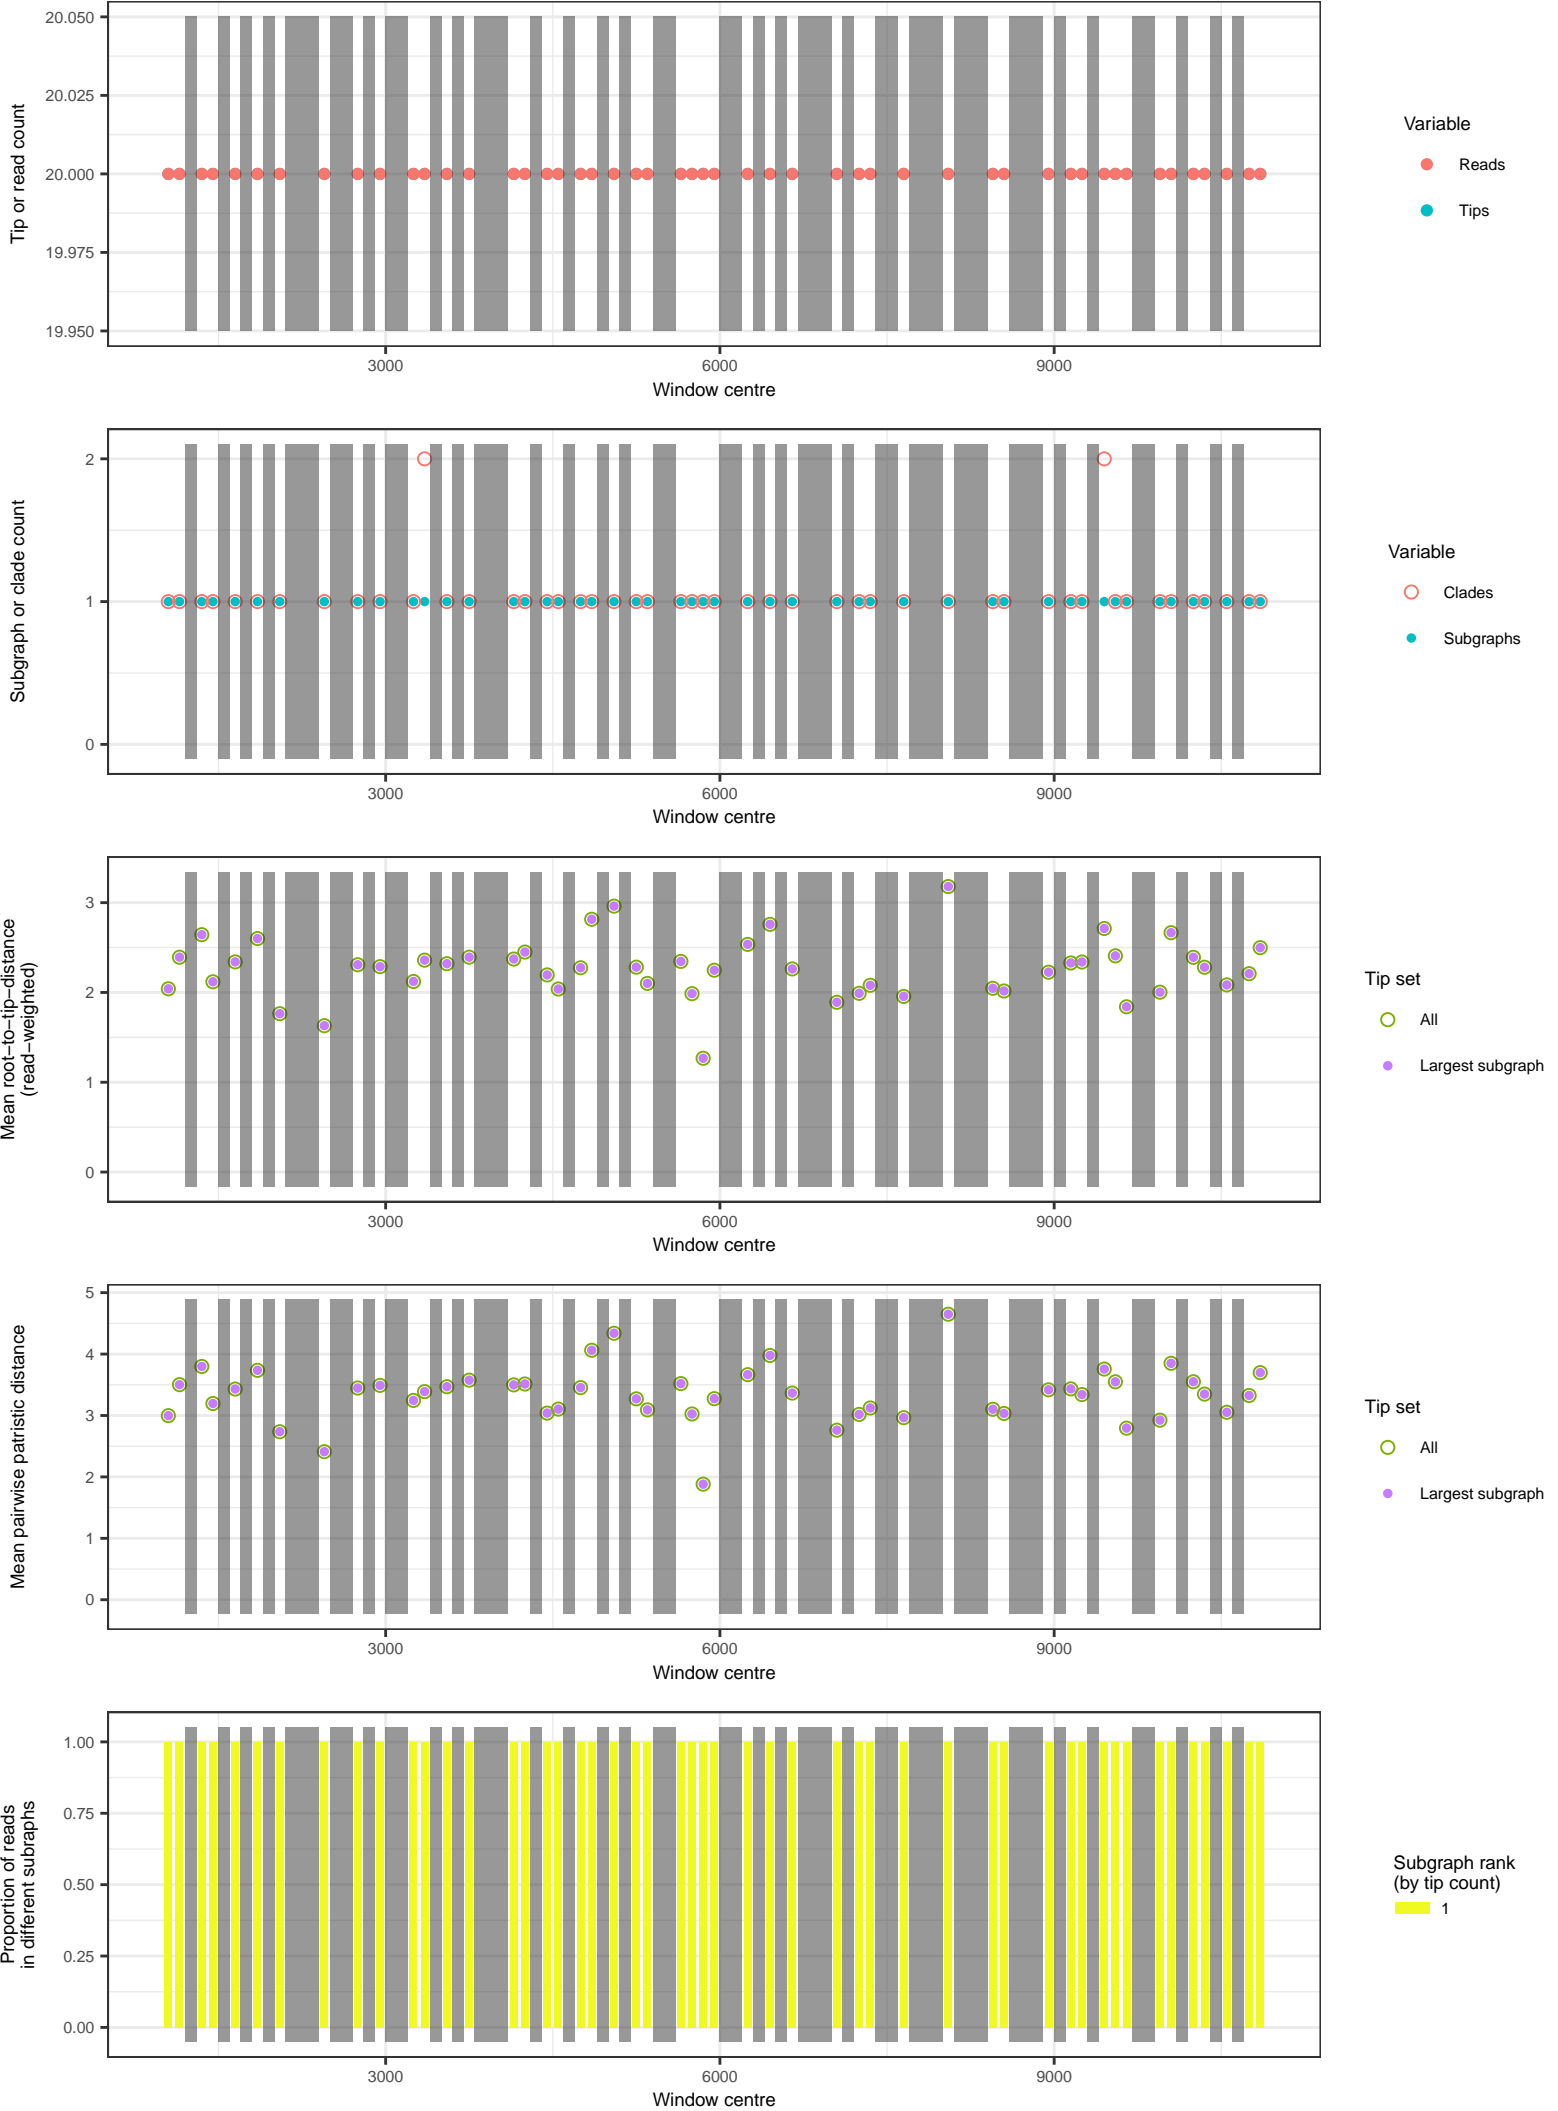 20.050
20.025
20.000
19.975
19.950
Tip or read count
3000
6000
9000
Window centre
Variable
Reads
Tips
2
1
0
Subgraph or clade count
3000
6000
9000
Window centre
Variable
Clades
Subgraphs
3
2
1
0
Mean root−to−tip−distance
(read−weighted)
3000
6000
9000
Window centre
Tip set
All
Largest subgraph
5
4
3
2
1
0
Mean pairwise patristic distance
3000
6000
9000
Window centre
Tip set
All
Largest subgraph
1.00
0.75
0.50
0.25
0.00
Proportion of reads
in different subraphs
3000
6000
9000
Window centre
Subgraph rank
(by tip count)
1